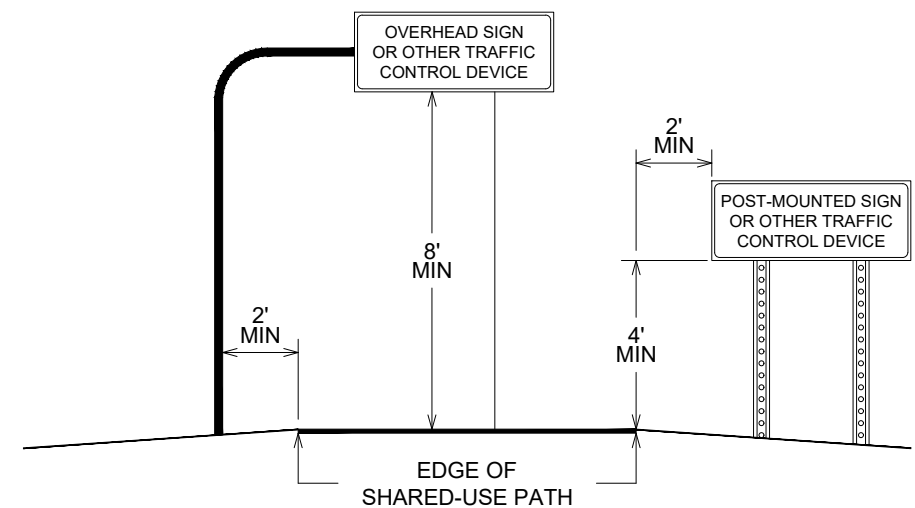 OVERHEAD SIGN
OR OTHER TRAFFIC
CONTROL DEVICE
2'
MIN
POST-MOUNTED SIGN
OR OTHER TRAFFIC
CONTROL DEVICE
8'
MIN
2'
MIN
4'
MIN
EDGE OF
SHARED-USE PATH